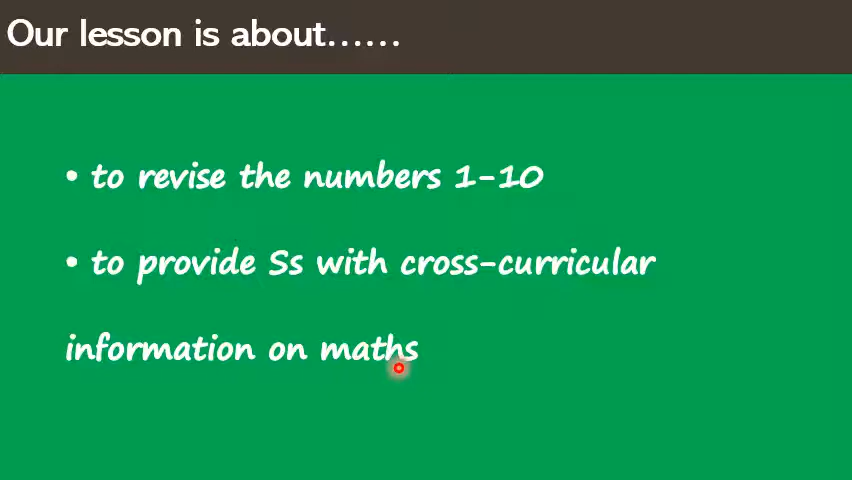 Our lesson is about......
• to revise the numbers 1-10
• to provide Ss with cross-curricular
information on maths